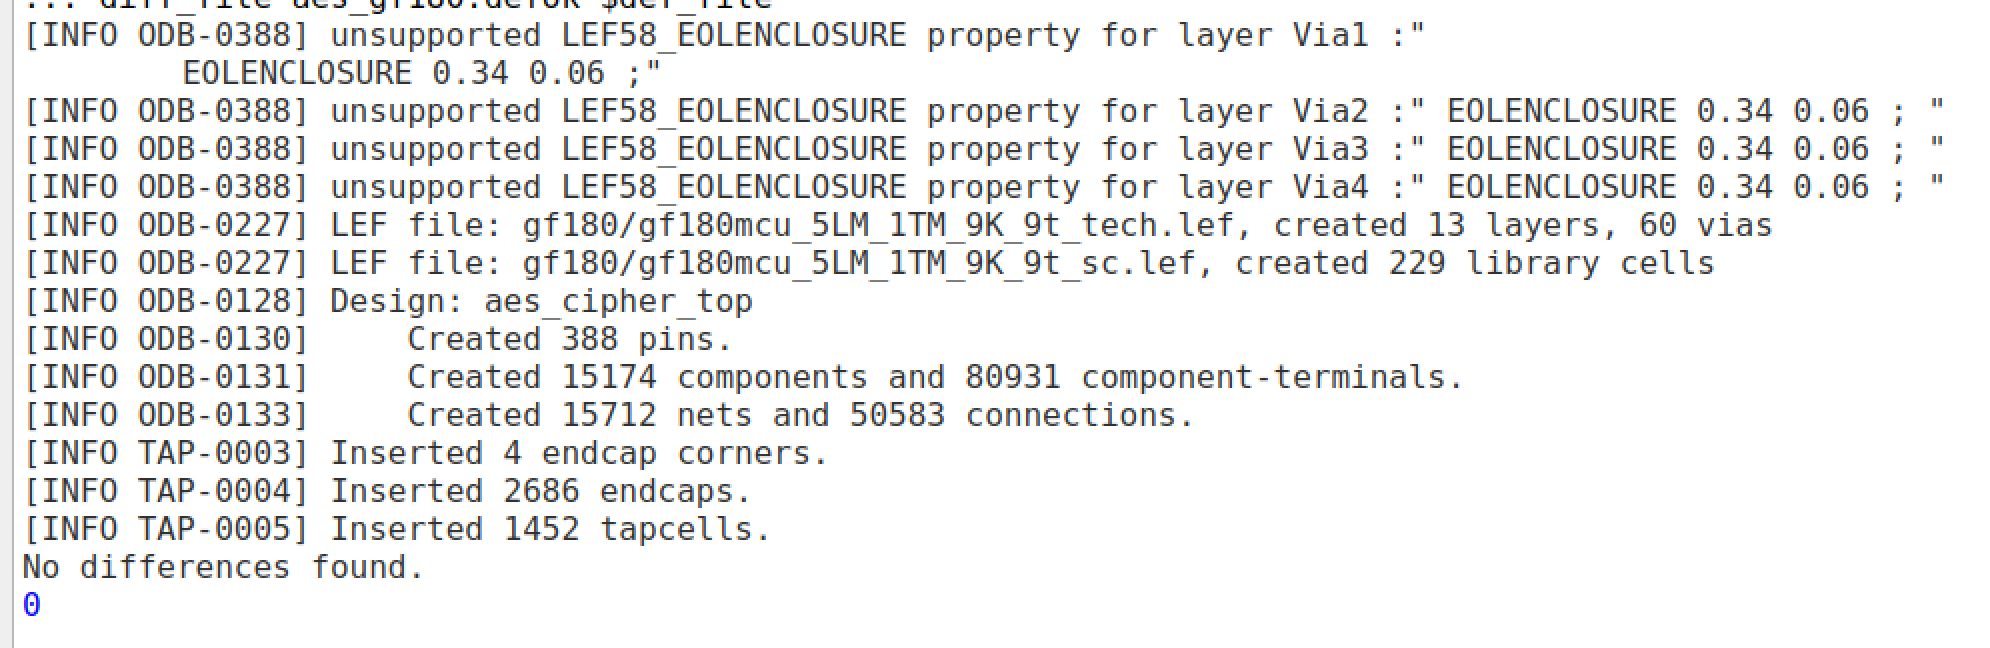 ... diff_file aes_gf180.defok $def_file
[INFO ODB-0388] unsupported LEF58_EOLENCLOSURE property for layer Via1 :"
EOLENCLOSURE 0.34 0.06 ;"
[INFO ODB-0388] unsupported LEF58_EOLENCLOSURE property for layer Via2 :" EOLENCLOSURE 0.34 0.06 ; "
[INFO ODB-0388] unsupported LEF58_EOLENCLOSURE property for layer Via3 :" EOLENCLOSURE 0.34 0.06 ; "
[INFO ODB-0388] unsupported LEF58_EOLENCLOSURE property for layer Via4 :" EOLENCLOSURE 0.34 0.06 ; "
[INFO ODB-0227] LEF file: gf180/gf180mcu_5LM_1TM_9K_9t_tech.lef, created 13 layers, 60 vias
[INFO ODB-0227] LEF file: gf180/gf180mcu_5LM_1TM_9K_9t_sc.lef, created 229 library cells
[INFO ODB-0128] Design: aes_cipher_top
[INFO ODB-0130]     Created 388 pins.
[INFO ODB-0131]     Created 15174 components and 80931 component-terminals.
[INFO ODB-0133]     Created 15712 nets and 50583 connections.
[INFO TAP-0003] Inserted 4 endcap corners.
[INFO TAP-0004] Inserted 2686 endcaps.
[INFO TAP-0005] Inserted 1452 tapcells.
No differences found.
0